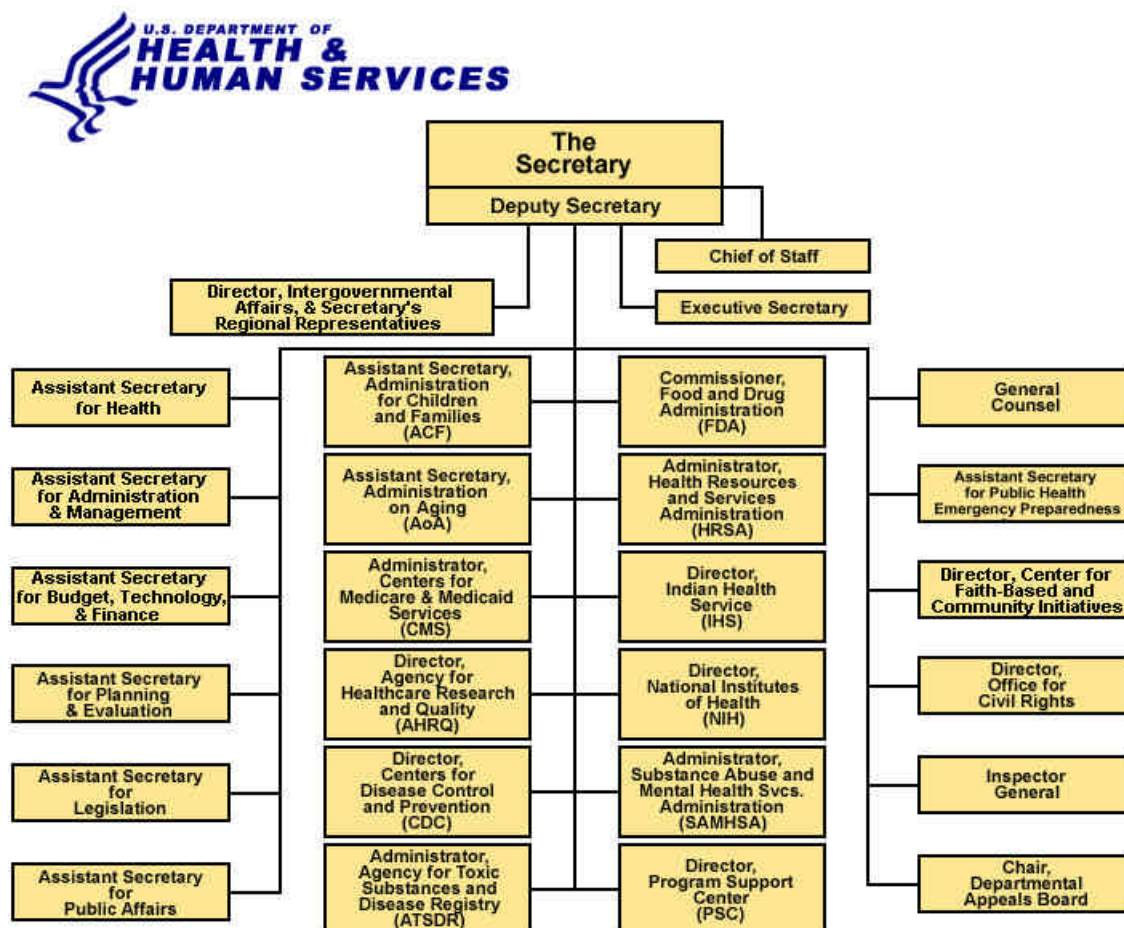 U.S. DEPARTMENT OF
HEALTH &
HUMAN SERVICES
The
Secretary
Deputy Secretary
Chief of Staff
Director, Intergovernmental
Affairs, & Secretary's
Regional Representatives
Executive Secretary
Assistant Secretary
for Health
Assistant Secretary
for Administration
& Management
Assistant Secretary
for Budget, Technology,
& Finance
Assistant Secretary
for Planning
& Evaluation
Assistant Secretary
for
Legislation
Assistant Secretary
for
Public Affairs
Assistant Secretary,
Administration
for Children
and Families
(ACF)
Assistant Secretary,
Administration
on Aging
(AoA)
Administrator,
Centers for
Medicare & Medicaid
Services
(CMS)
Director,
Agency for
Healthcare Research
and Quality
(AHRQ)
Director,
Centers for
Disease Control
and Prevention
(CDC)
Administrator,
Agency for Toxic
Substances and
Disease Registry
(ATSDR)
Commissioner,
Food and Drug
Administration
(FDA)
Administrator,
Health Resources
and Services
Administration
(HRSA)
Director,
Indian Health
Service
(IHS)
Director,
National Institutes
of Health
(NIH)
Administrator,
Substance Abuse and
Mental Health Svcs.
Administration
(SAMHSA)
Director,
Program Support
Center
(PSC)
General
Counsel
Assistant Secretary
for Public Health
Emergency Preparedness
Director, Center for
Faith-Based and
Community Initiatives
Director,
Office for
Civil Rights
Inspector
General
Chair,
Departmental
Appeals Board